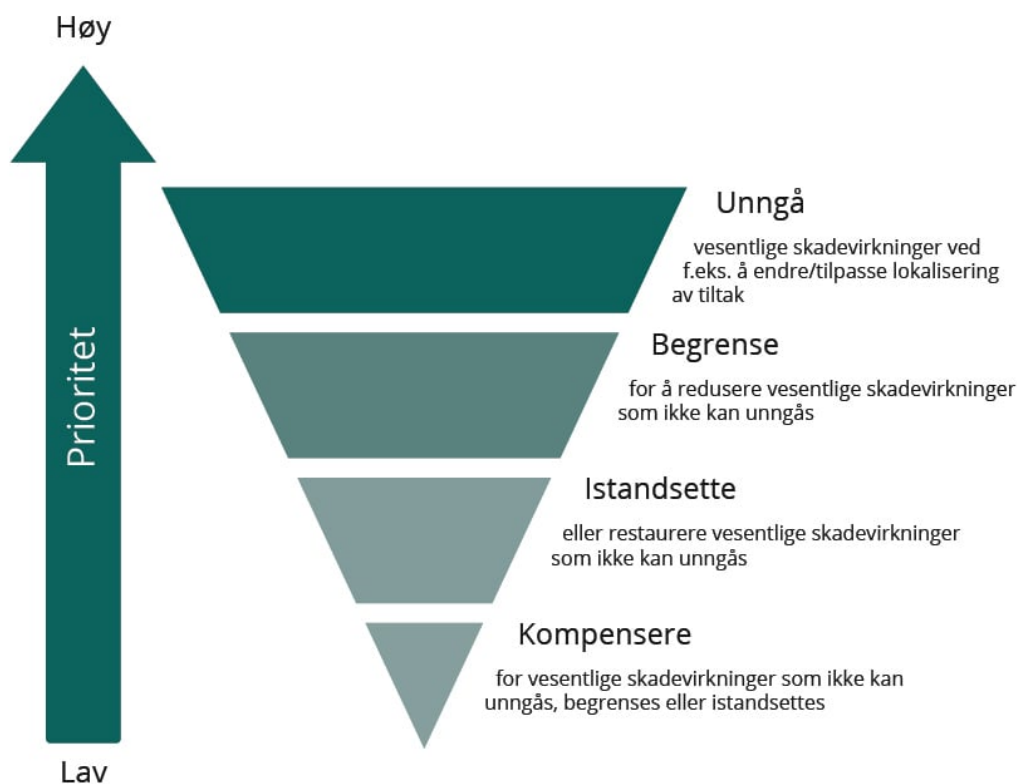 Høy
Prioritet
Lav
Unngå
vesentlige skadevirkninger ved
f.eks. å endre/tilpasse lokalisering
av tiltak
Begrense
for å redusere vesentlige skadevirkninger
som ikke kan unngås
Istandsette
eller restaurere vesentlige skadevirkninger
som ikke kan unngås
Kompensere
for vesentlige skadevirkninger som ikke kan
unngås, begrenses eller istandsettes